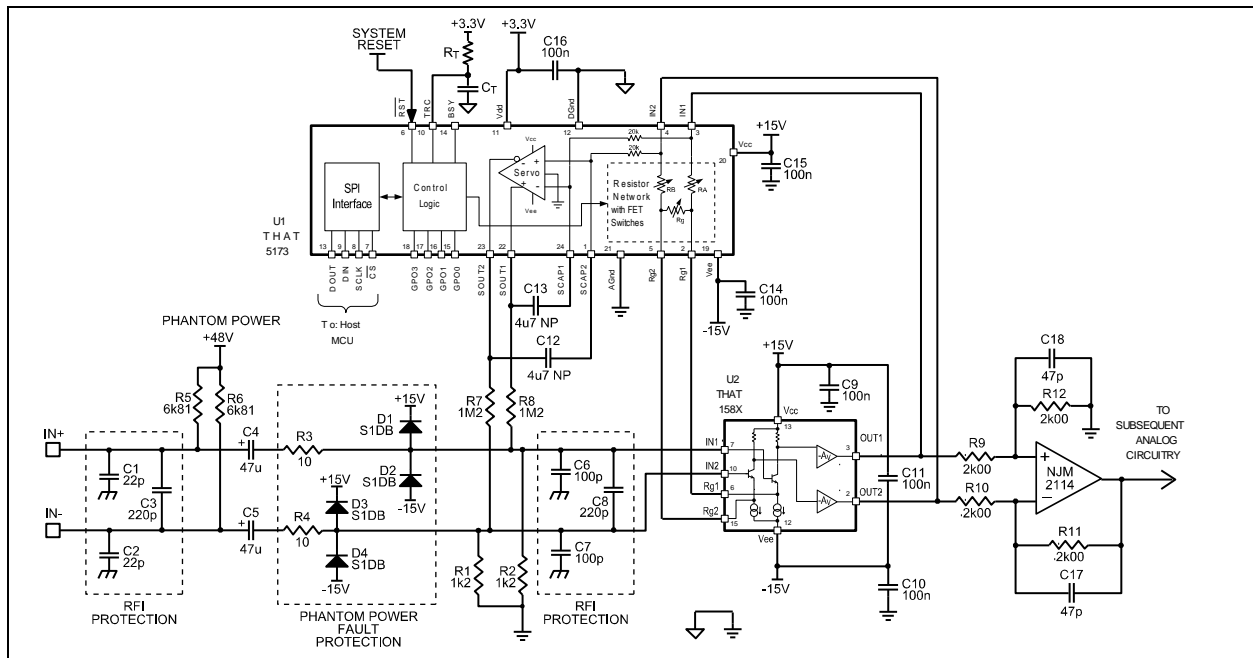 SYSTEM
RESET
+3.3V
RT
CT
+3.3V
C16
100n
RST
TRC
BSY
Vdd
DGnd
IN2
IN1
6
10
14
11
12
4
3
+15V
Vcc
20
C15
100n
20k
20k
Vcc
Servo
-
+
+
-
Vee
SPI
Interface
Control
Logic
Resistor
Network
with FET
Switches
RB
RA
Rg
U1
THAT
5173
13
9
8
7
18
17
16
15
23
22
24
1
21
5
2
19
DOUT
DIN
SCLK
CS
GPO3
GPO2
GPO1
GPO0
SOUT2
SOUT1
SCAP1
SCAP2
AGnd
Rg2
Rg1
Vee
C14
100n
-15V
To: Host
MCU
C13
4u7 NP
C12
4u7 NP
PHANTOM POWER
+48V
R5
6k81
R6
6k81
R7
1M2
R8
1M2
+15V
D1
S1DB
D2
S1DB
-15V
+15V
D3
S1DB
D4
S1DB
-15V
IN+
IN-
C1
22p
C2
22p
C3
220p
C4
+
47u
C5
+
47u
R3
10
R4
10
R1
1k2
R2
1k2
C6
100p
C7
100p
C8
220p
RFI
PROTECTION
PHANTOM POWER
FAULT
PROTECTION
RFI
PROTECTION
U2
THAT
158X
+15V
C9
100n
Vcc
13
IN1
7
IN2
10
Rg1
6
Rg2
15
-Av
-Av
OUT1
3
OUT2
2
12
Vee
-15V
C11
100n
C10
100n
R9
2k00
R10
2k00
C18
47p
R12
2k00
+
−
NJM
2114
R11
2k00
C17
47p
TO
SUBSEQUENT
ANALOG
CIRCUITRY